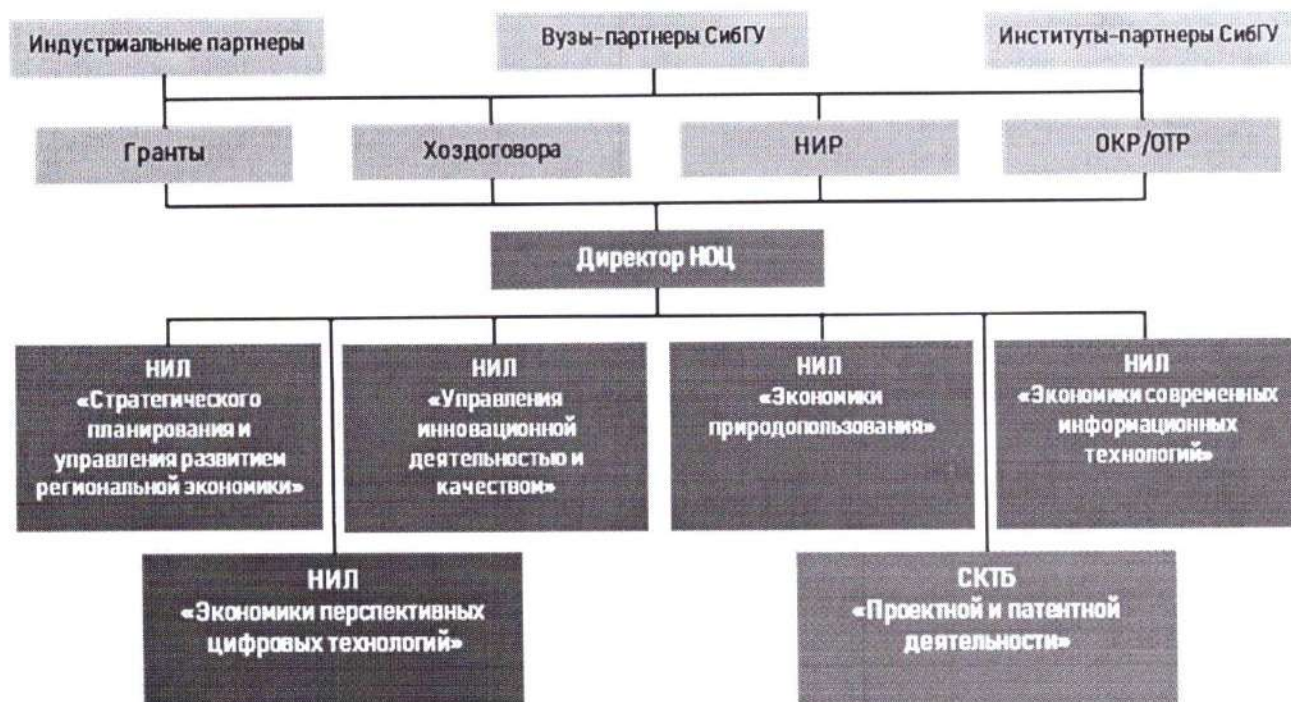 Индустриальные партнеры
Вузы-партнеры СибГУ
Институты-партнеры СибГУ
Гранты
Хоздоговора
НИР
ОКР/ОТР
Директор НОЦ
НИЛ
«Стратегического
планирования и
управления развитием
региональной экономики»
НИЛ
«Управления
инновационной
деятельностью и
качеством»
НИЛ
«Экономики
природопользования»
НИЛ
«Экономики современных
информационных
технологий»
НИЛ
«Экономики перспективных
цифровых технологий»
СКТБ
«Проектной и патентной
деятельности»